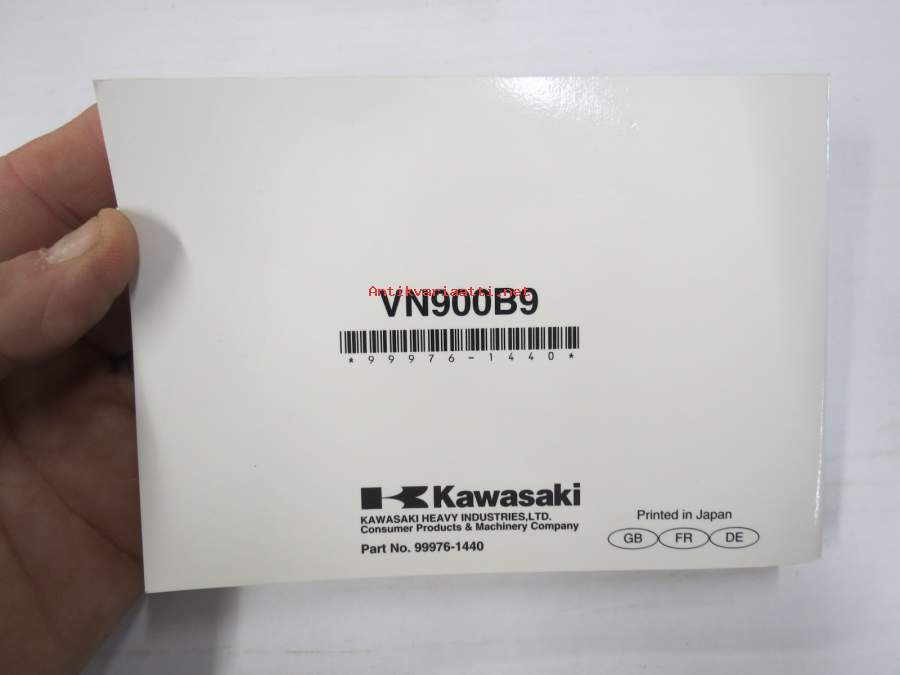 Antikvariaatti.net
VN900B9
*99976-1440*
Kawasaki
KAWASAKI HEAVY INDUSTRIES,LTD.
Consumer Products & Machinery Company
Part No. 99976-1440
Printed in Japan
GB FR DE